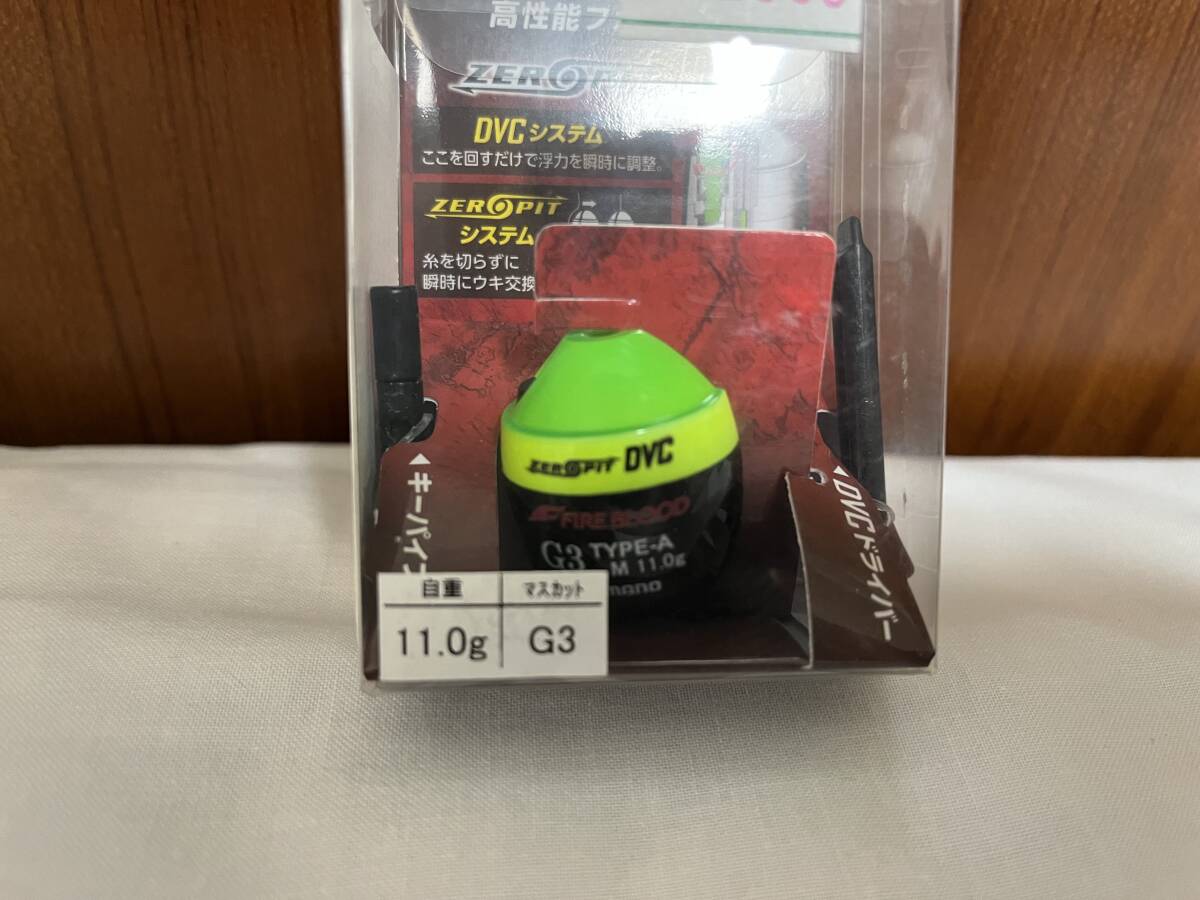 高性能フ
ZEROPI
DVCシステム
ここを回すだけで浮力を瞬時に調整。
ZEROPIT
システム
糸を切らずに
瞬時にウキ交換
ZEROPIT DVC
FIRE BLOOD
G3 TYPE-A
M 11.0g
mano
◀キーパイプ
◀DVCドライバー
自重 マスカット
11.0g G3